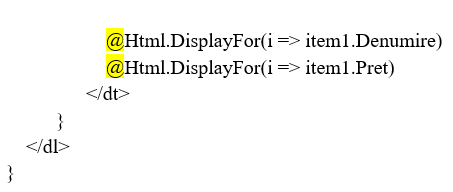 @Html.DisplayFor(i => item1.Denumire)
@Html.DisplayFor(i => item1.Pret)
</dt>
}
</dl>
}